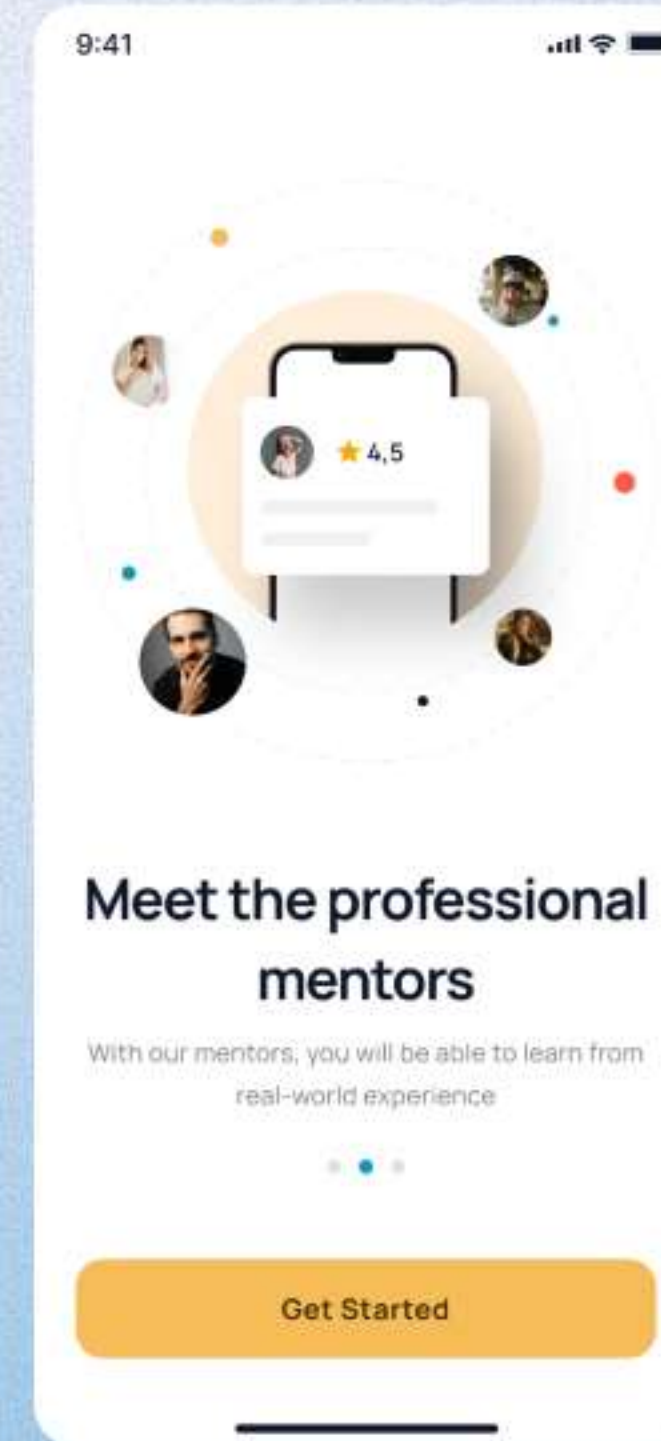 9:41
4,5
Meet the professional
mentors
With our mentors, you will be able to learn from
real-world experience
Get Started